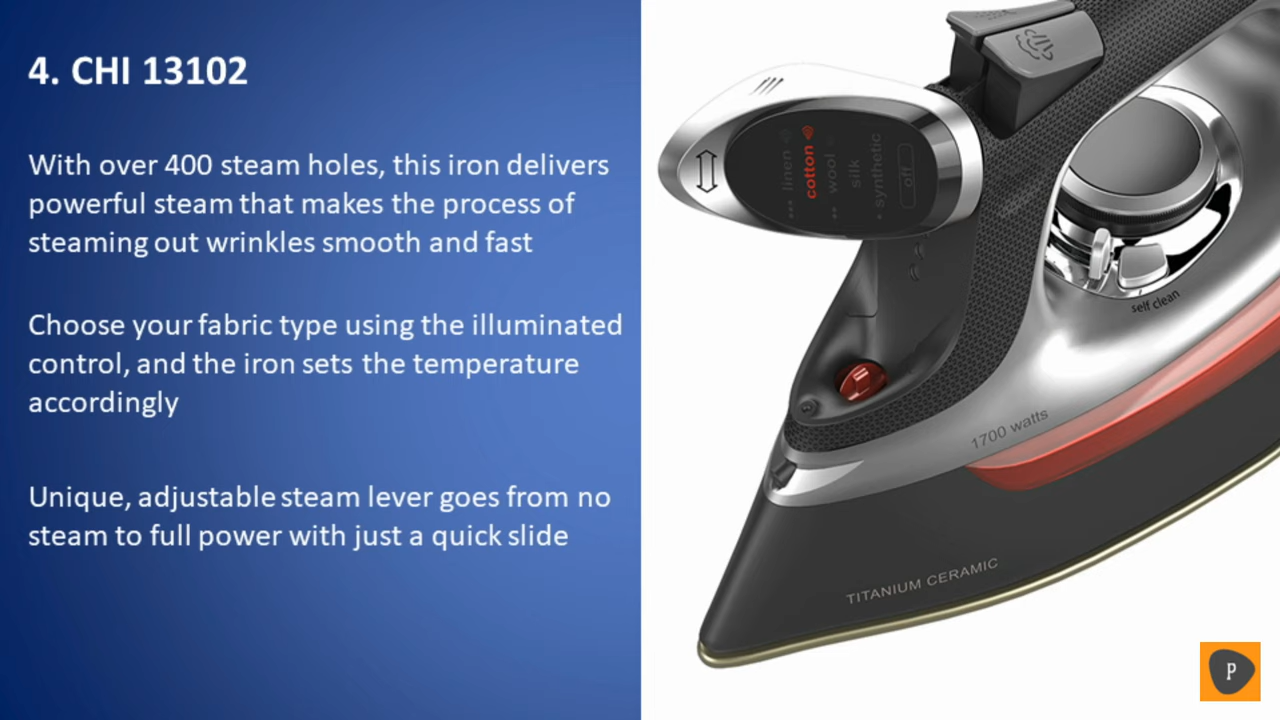 4. CHI 13102
With over 400 steam holes, this iron delivers
powerful steam that makes the process of
steaming out wrinkles smooth and fast
Choose your fabric type using the illuminated
control, and the iron sets the temperature
accordingly
Unique, adjustable steam lever goes from no
steam to full power with just a quick slide
linen
cotton
wool
silk
synthetic
off
self clean
1700 watts
TITANIUM CERAMIC
P